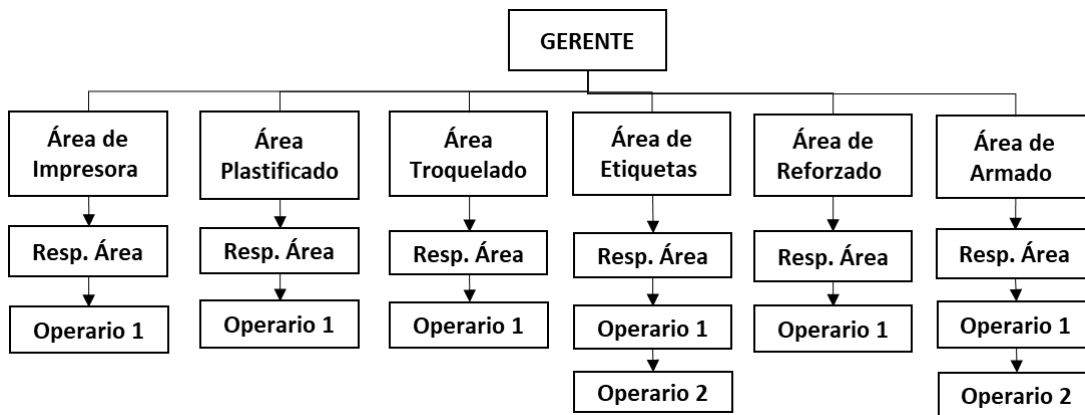 GERENTE
Área de
Impresora
Área
Plastificado
Área
Troquelado
Área de
Etiquetas
Área de
Reforzado
Área de
Armado
Resp. Área
Resp. Área
Resp. Área
Resp. Área
Resp. Área
Resp. Área
Operario 1
Operario 1
Operario 1
Operario 1
Operario 1
Operario 1
Operario 2
Operario 2